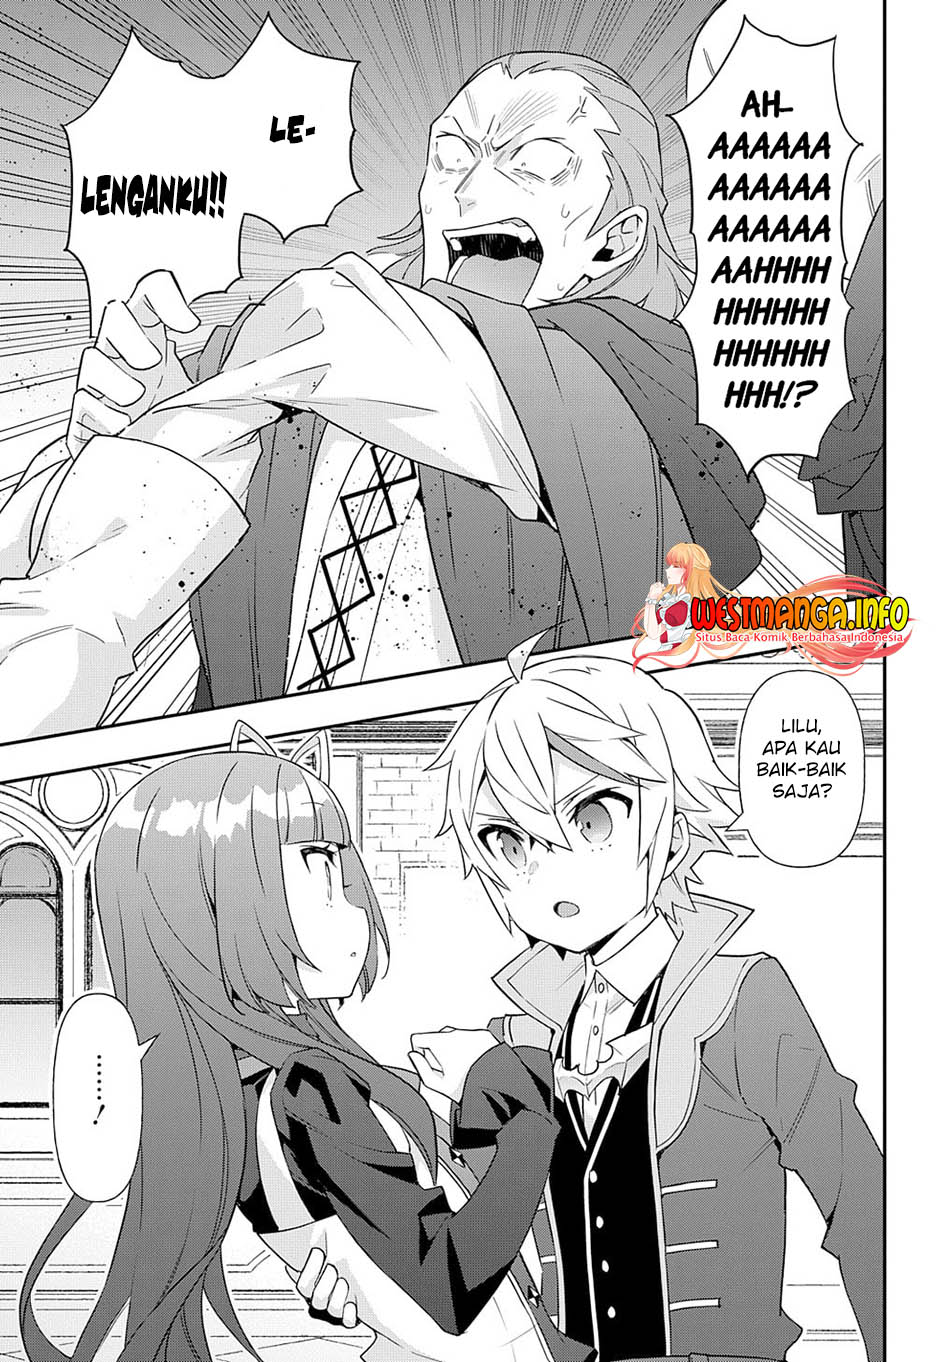 AH-
AAAAAA
AAAAAA
AAAAAA
AAHHHH
HHHHHH
HHHHHH
HHH!?
LE-
LENGANKU!!
WESTMANGA.INFO
Situs Baca Komik Berbahasa Indonesia
LILU,
APA KAU
BAIK-BAIK
SAJA?
......,